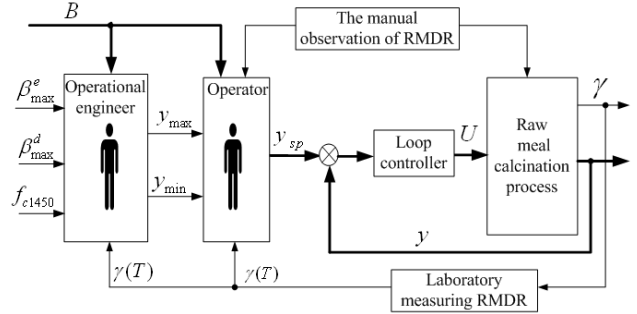 B
The manual
observation of RMDR
Operational
engineer
Operator
β^e_max
β^d_max
f_c1450
y_max
y_min
y_sp
Loop
controller
U
Raw
meal
calcination
process
γ
y
γ(T)
γ(T)
Laboratory
measuring RMDR